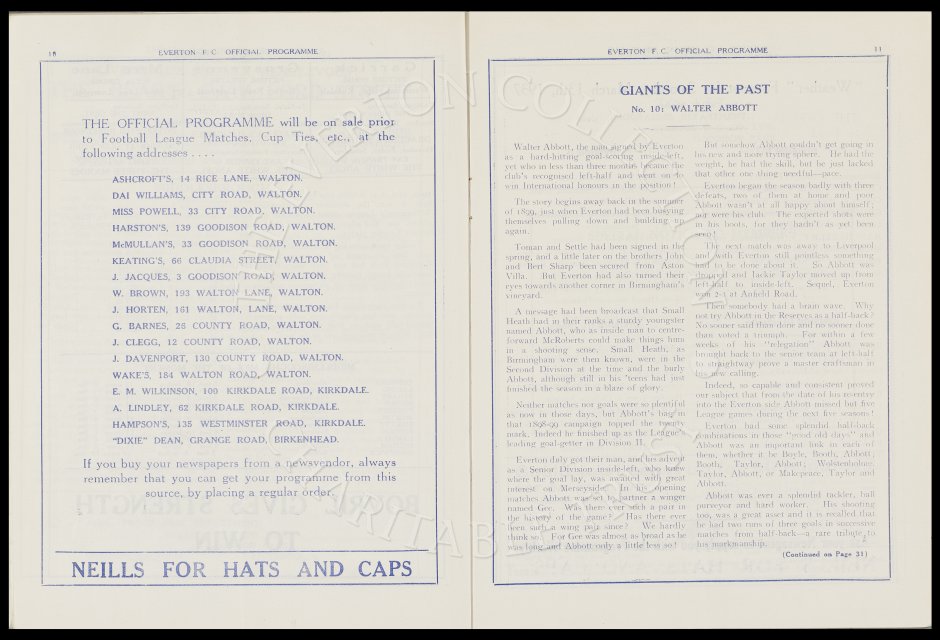 18
EVERTON F. C. OFFICIAL PROGRAMME
THE OFFICIAL PROGRAMME will be on sale prior
to Football League Matches, Cup Ties, etc., at the
following addresses . . . .
ASHCROFT'S, 14 RICE LANE, WALTON.
DAI WILLIAMS, CITY ROAD, WALTON.
MISS POWELL, 33 CITY ROAD, WALTON.
HARSTON'S, 139 GOODISON ROAD, WALTON.
McMULLAN'S, 33 GOODISON ROAD, WALTON.
KEATING'S, 66 CLAUDIA STREET, WALTON.
J. JACQUES, 3 GOODISON ROAD, WALTON.
W. BROWN, 193 WALTON LANE, WALTON.
J. HORTEN, 161 WALTON, LANE, WALTON.
G. BARNES, 26 COUNTY ROAD, WALTON.
J. CLEGG, 12 COUNTY ROAD, WALTON.
J. DAVENPORT, 130 COUNTY ROAD, WALTON.
WAKE'S, 184 WALTON ROAD, WALTON.
E. M. WILKINSON, 100 KIRKDALE ROAD, KIRKDALE.
A. LINDLEY, 62 KIRKDALE ROAD, KIRKDALE.
HAMPSON'S, 135 WESTMINSTER ROAD, KIRKDALE.
"DIXIE" DEAN, GRANGE ROAD, BIRKENHEAD.
If you buy your newspapers from a newsvendor, always
remember that you can get your programme from this
source, by placing a regular order.
NEILLS FOR HATS AND CAPS
EVERTON F. C. OFFICIAL PROGRAMME
11
GIANTS OF THE PAST
No. 10: WALTER ABBOTT
Walter Abbott, the man signed by Everton
as a hard-hitting goal-scoring inside-left,
yet who in less than three months became the
club's recognised left-half and went on to
win International honours in the position!
The story begins away back in the summer
of 1899, just when Everton had been busying
themselves pulling down and building up
again.
Toman and Settle had been signed in the
spring, and a little later on the brothers John
and Bert Sharp been secured from Aston
Villa. But Everton had also turned their
eyes towards another corner in Birmingham's
vineyard.
A message had been broadcast that Small
Heath had in their ranks a sturdy youngster
named Abbott, who as inside man to centre-
forward McRoberts could make things hum
in a shooting sense. Small Heath, as
Birmingham were then known, were in the
Second Division at the time and the burly
Abbott, although still in his 'teens had just
finished the season in a blaze of glory.
Neither matches nor goals were so plentiful
as now in those days, but Abbott's bag in
that 1898-99 campaign topped the twenty
mark. Indeed he finished up as the League's
leading goal-getter in Division II.
Everton duly got their man, and his advent
as a Senior Division inside-left, who knew
where the goal lay, was awaited with great
interest on Merseyside. In his opening
matches Abbott was set to partner a winger
named Gee. Was there ever such a pair in
the history of the game? Has there ever
been such a wing pair since? We hardly
think so! For Gee was almost as broad as he
was long and Abbott only a little less so!
But somehow Abbott couldn't get going in
his new and more trying sphere. He had the
weight, he had the skill, but he just lacked
that other one thing needful—pace.
Everton began the season badly with three
defeats, two of them at home and poor
Abbott wasn't at all happy about himself;
nor were his club. The expected shots were
in his boots, for they hadn't as yet been
seen!
The next match was away to Liverpool
and with Everton still pointless something
had to be done about it. So Abbott was
dropped and Jackie Taylor moved up from
left-half to inside-left. Sequel, Everton
won 2-1 at Anfield Road.
Then somebody had a brain wave. Why
not try Abbott in the Reserves as a half-back?
No sooner said than done and no sooner done
than voted a triumph. For within a few
weeks of his "relegation" Abbott was
brought back to the senior team at left-half
to straightway prove a master craftsman in
his new calling.
Indeed, so capable and consistent proved
our subject that from the date of his re-entry
into the Everton side Abbott missed but five
League games during the next five seasons!
Everton had some splendid half-back
combinations in those "good old days" and
Abbott was an important link in each of
them, whether it be Boyle, Booth, Abbott;
Booth, Taylor, Abbott; Wolstenholme,
Taylor, Abbott, or Makepeace, Taylor and
Abbott.
Abbott was ever a splendid tackler, ball
purveyor and hard worker. His shooting
too, was a great asset and it is recalled that
he had two runs of three goals in successive
matches from half-back—a rare tribute to
his marksmanship.
(Continued on Page 31)